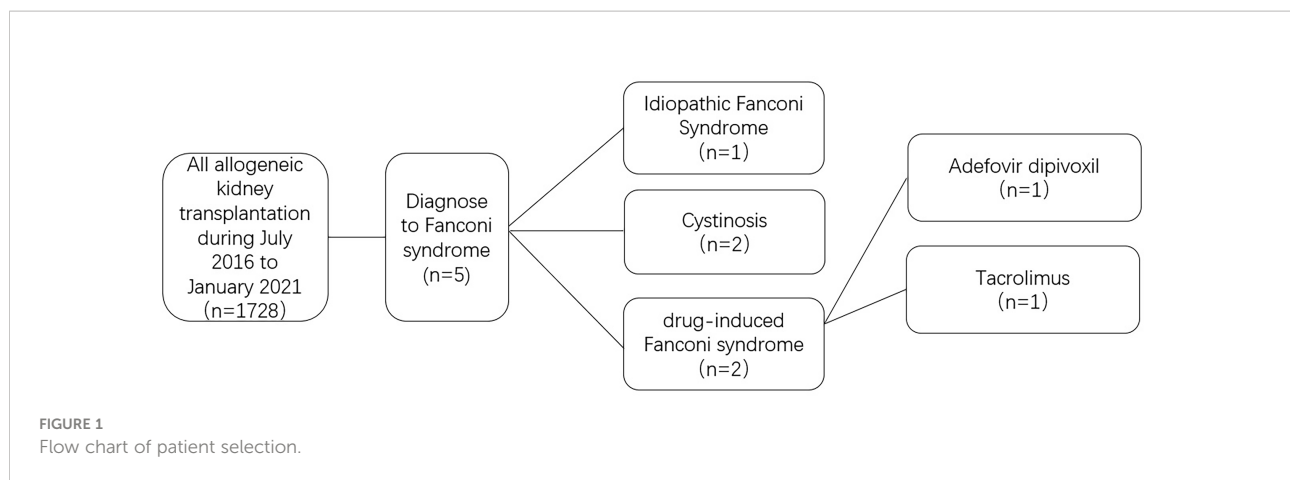 All allogeneic
kidney
transplantation
during July
2016 to
January 2021
(n=1728)
Diagnose
to Fanconi
syndrome
(n=5)
Idiopathic Fanconi
Syndrome
(n=1)
Cystinosis
(n=2)
drug-induced
Fanconi syndrome
(n=2)
Adefovir dipivoxil
(n=1)
Tacrolimus
(n=1)
FIGURE 1
Flow chart of patient selection.